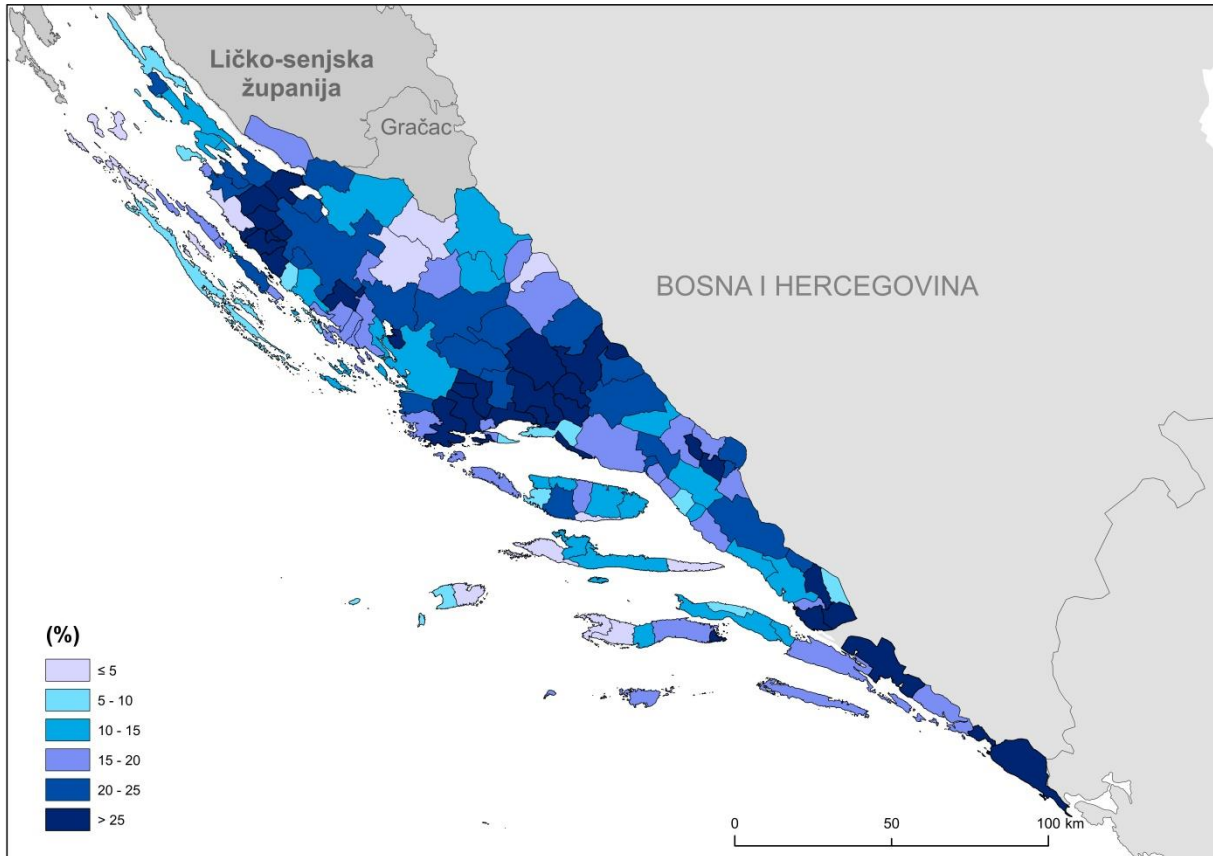 Ličko-senjska
županija
Gračac
BOSNA I HERCEGOVINA
(%)
≤ 5
5 - 10
10 - 15
15 - 20
20 - 25
> 25
0 50 100 km